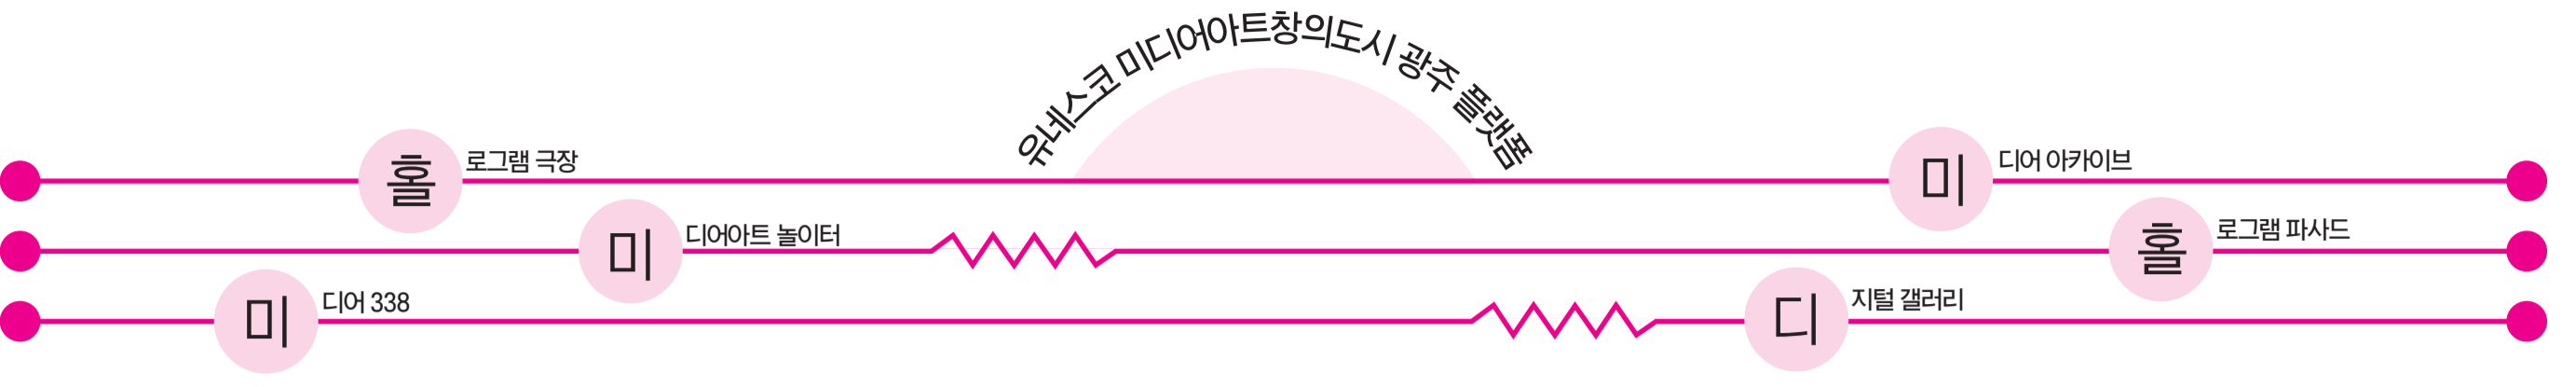 유네스코 미디어아트창의도시 광주 플랫폼
홀로그램 극장
미디어 아카이브
미디어아트 놀이터
홀로그램 파사드
미디어 338
디지털 갤러리